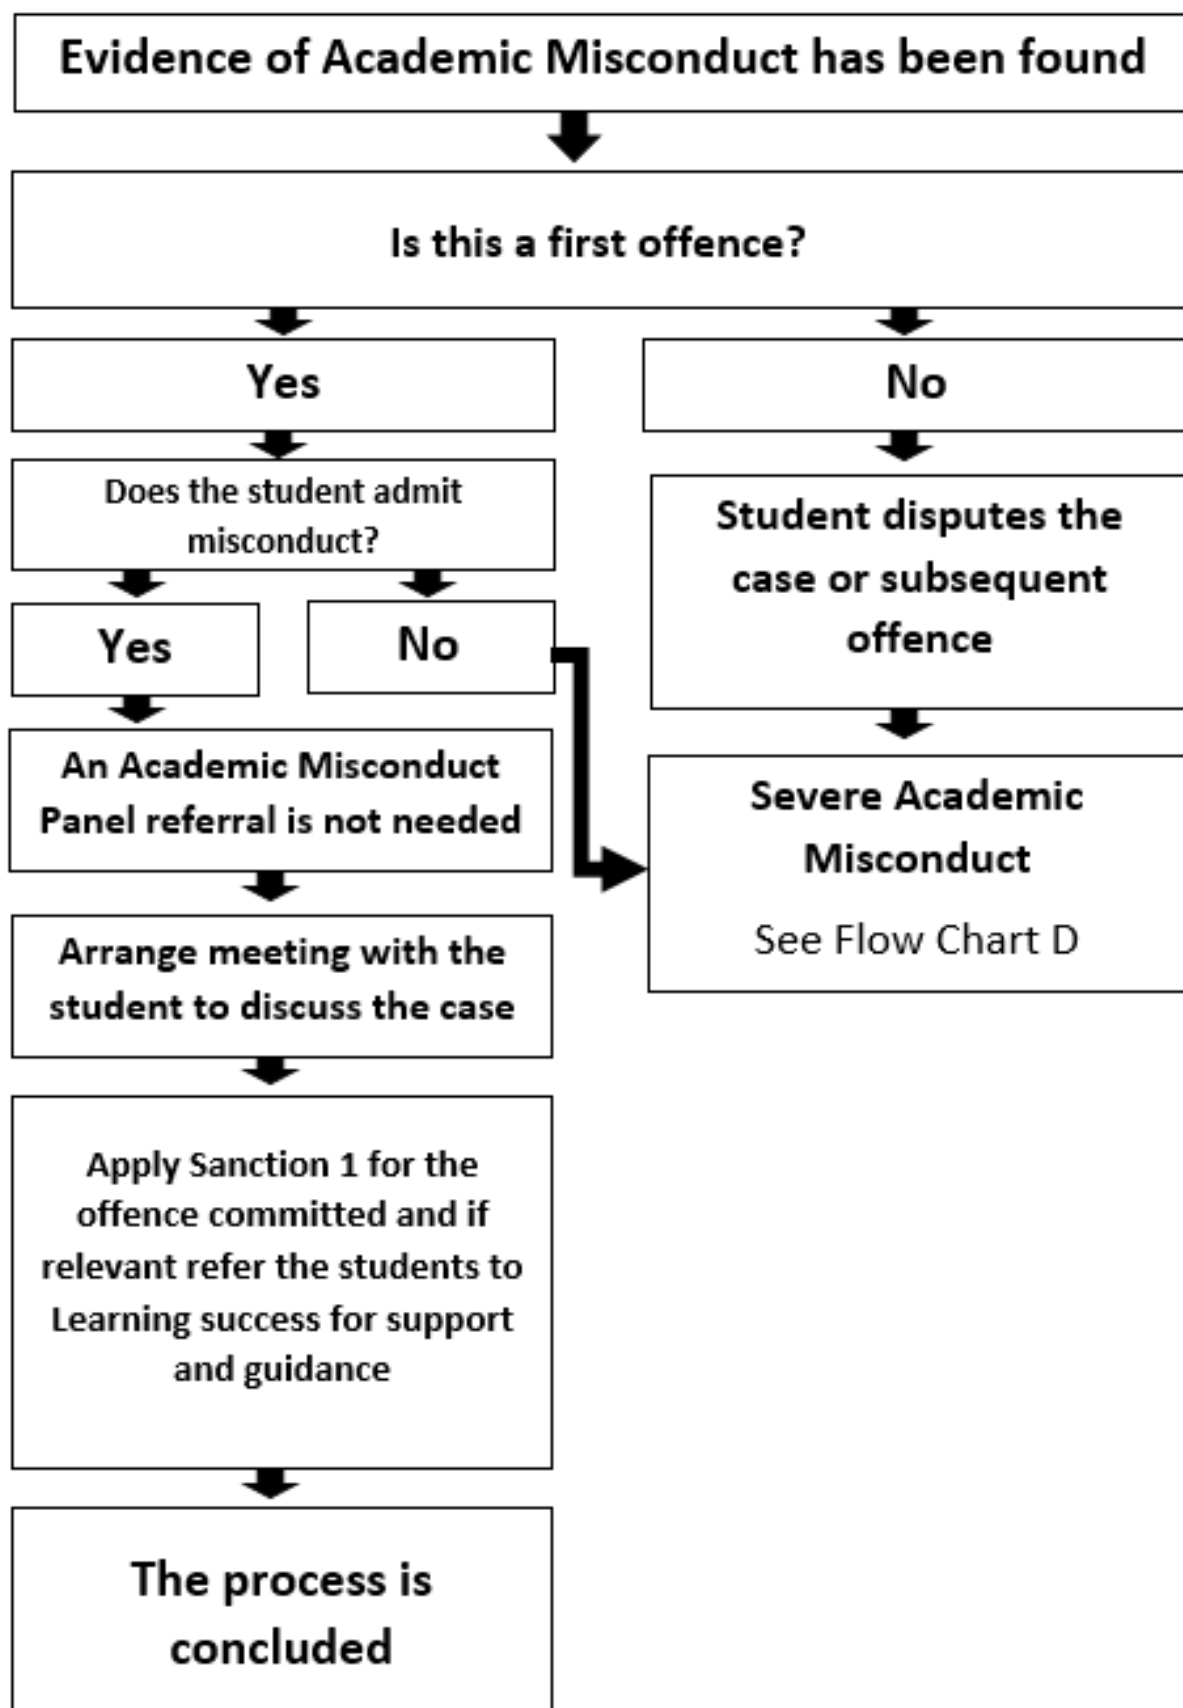 Evidence of Academic Misconduct has been found
Is this a first offence?
Yes
No
Does the student admit
misconduct?
Yes
No
Student disputes the
case or subsequent
offence
An Academic Misconduct
Panel referral is not needed
Severe Academic
Misconduct
See Flow Chart D
Arrange meeting with the
student to discuss the case
Apply Sanction 1 for the
offence committed and if
relevant refer the students to
Learning success for support
and guidance
The process is
concluded